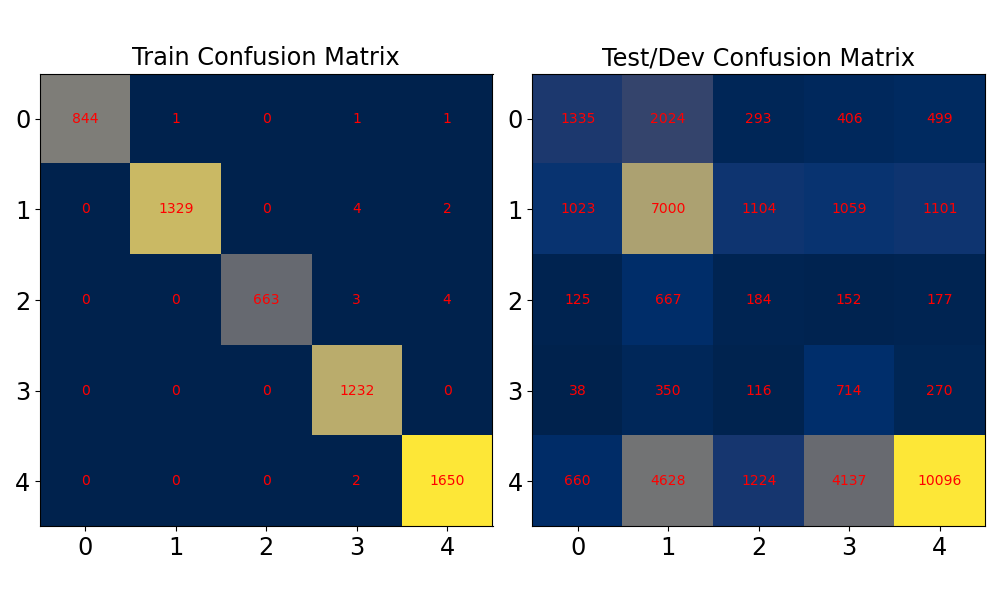 Train Confusion Matrix
0 844 1 0 1 1
1 0 1329 0 4 2
2 0 0 663 3 4
3 0 0 0 1232 0
4 0 0 0 2 1650
0 1 2 3 4
Test/Dev Confusion Matrix
0 1335 2024 293 406 499
1 1023 7000 1104 1059 1101
2 125 667 184 152 177
3 38 350 116 714 270
4 660 4628 1224 4137 10096
0 1 2 3 4